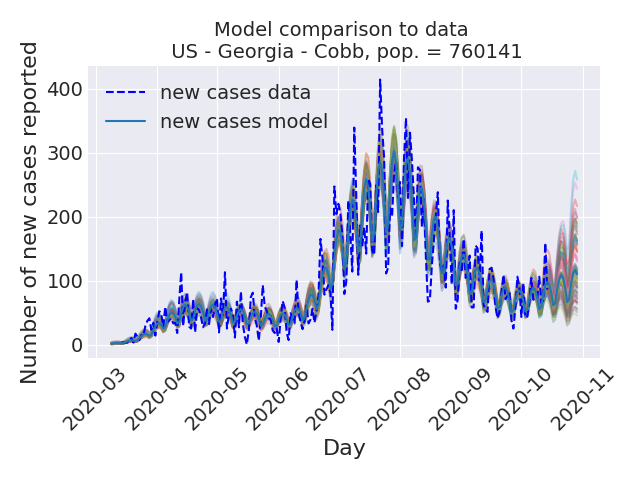 Model comparison to data
US - Georgia - Cobb, pop. = 760141
Number of new cases reported
400
300
200
100
0
new cases data
new cases model
2020-03
2020-04
2020-05
2020-06
2020-07
2020-08
2020-09
2020-10
2020-11
Day